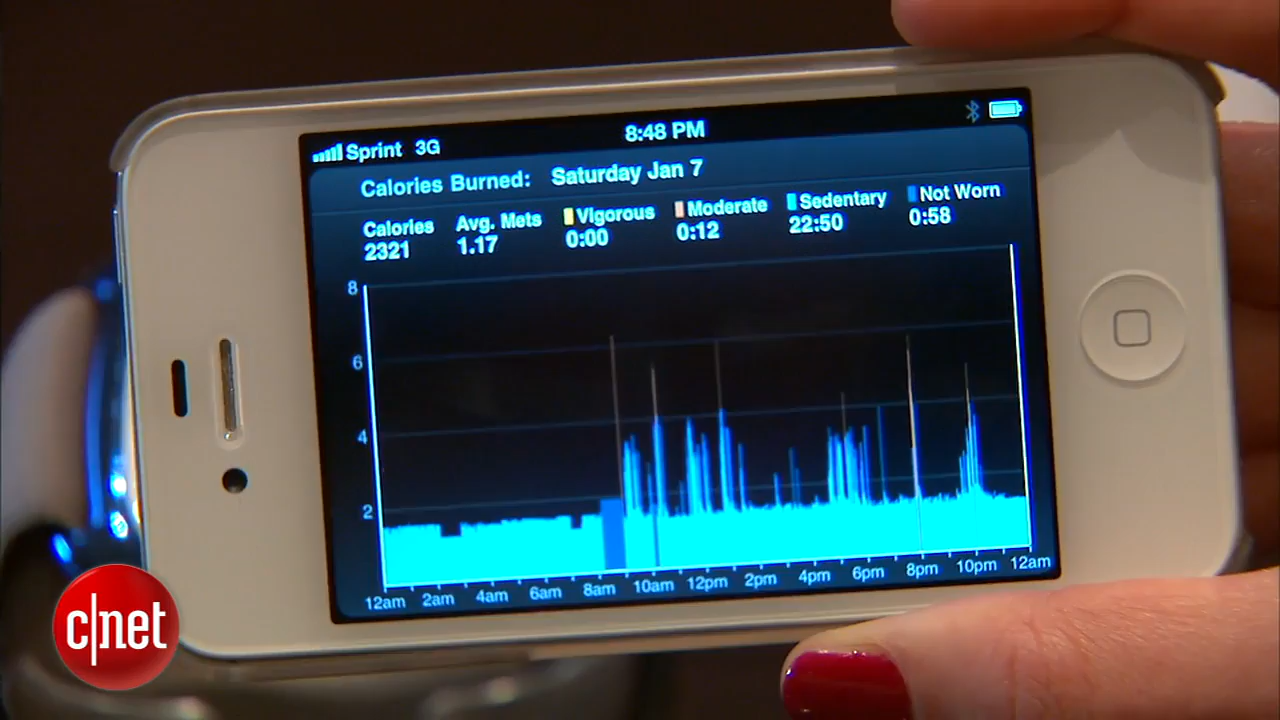 Sprint 3G 8:48 PM
Calories Burned: Saturday Jan 7
Calories Avg. Mets Vigorous Moderate Sedentary Not Worn
2321 1.17 0:00 0:12 22:50 0:58
8
6
4
2
12am 2am 4am 6am 8am 10am 12pm 2pm 4pm 6pm 8pm 10pm 12am
c|net